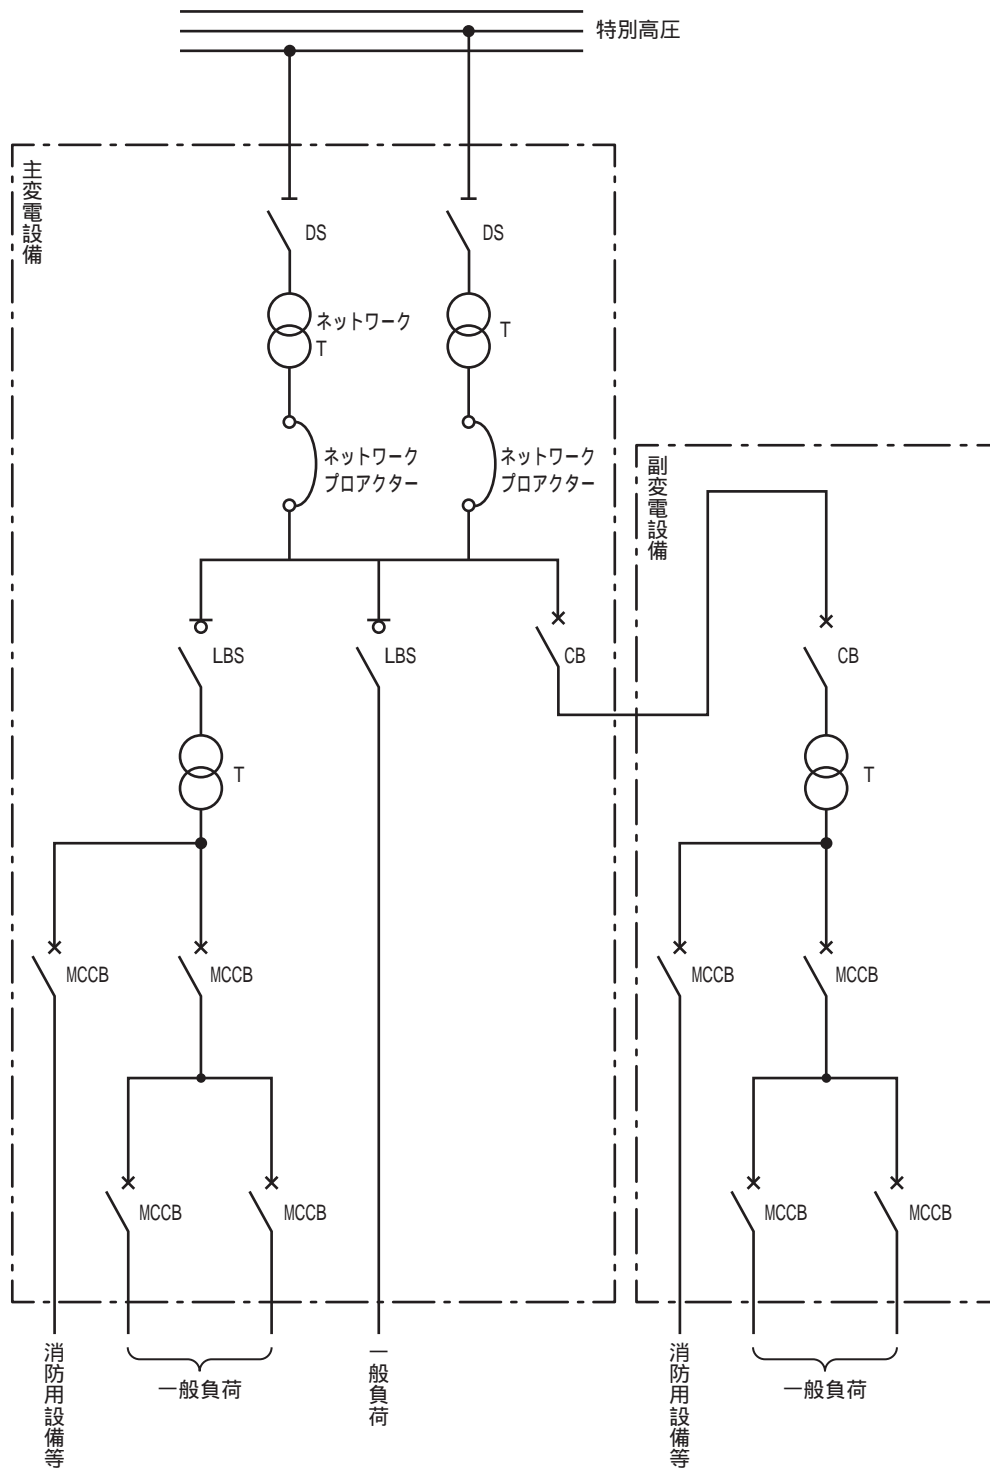 特別高圧
主変電設備
DS
DS
ネットワーク
T
T
ネットワーク
プロアクター
ネットワーク
プロアクター
副変電設備
LBS
LBS
CB
CB
T
T
MCCB
MCCB
MCCB
MCCB
MCCB
MCCB
MCCB
MCCB
消防用設備等
一般負荷
一般負荷
消防用設備等
一般負荷